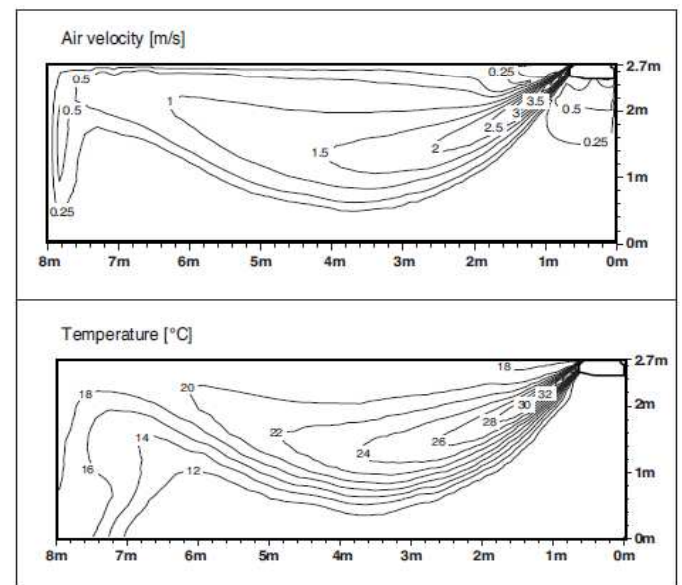 Air velocity [m/s]
0.25 2.7m
0.5
0.5 1 3.5 0.5 2m
3
2.5
1.5 2 0.25
1m
0.25
0m
8m 7m 6m 5m 4m 3m 2m 1m 0m
Temperature [°C]
18 2.7m
18 20 32
30 2m
28
22
14 24 26
16 12 1m
0m
8m 7m 6m 5m 4m 3m 2m 1m 0m